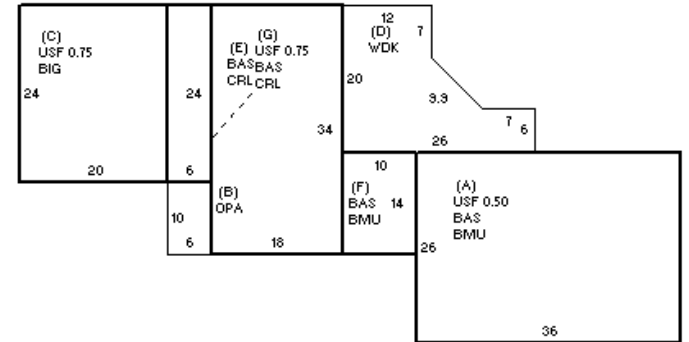 (C)
USF 0.75
BIG
24
20
24
6
(E)
BAS
CRL
(G)
USF 0.75
BAS
CRL
34
18
(B)
OPA
10
6
12
7
(D)
WDK
20
9.9
7
6
26
10
(F)
BAS
BMU
14
(A)
USF 0.50
BAS
BMU
26
36